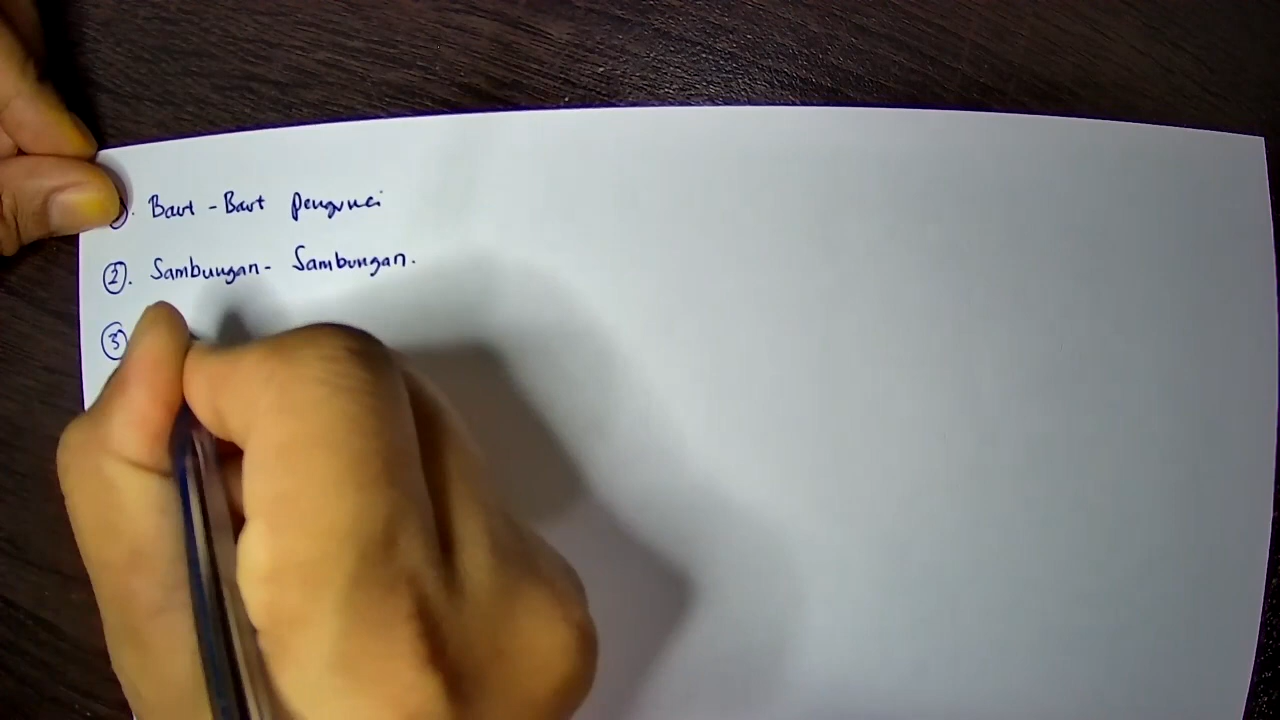 . Baut - Baut pengunci
②. Sambungan - Sambungan.
③